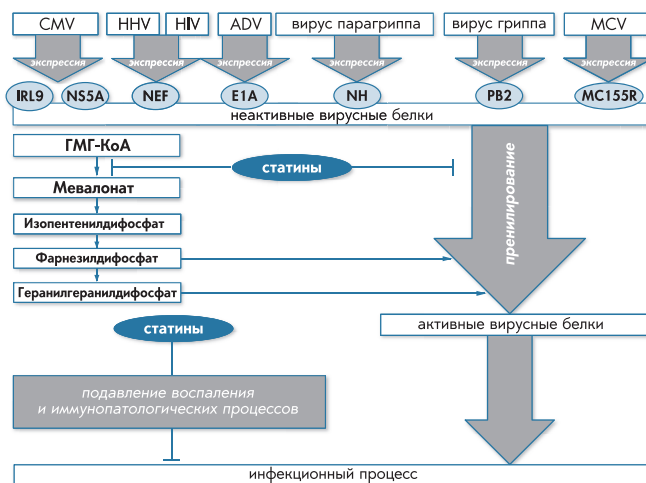 CMV HHV HIV ADV вирус парагриппа вирус гриппа MCV
экспрессия экспрессия экспрессия экспрессия экспрессия экспрессия
IRL9 NS5A NEF E1A NH PB2 MC155R
неактивные вирусные белки
ГМГ-КоА
статины
Мевалонат
Изопентенилдифосфат
пренилирование
Фарнезилдифосфат
Геранилгеранилдифосфат
статины
активные вирусные белки
подавление воспаления
и иммунопатологических процессов
инфекционный процесс